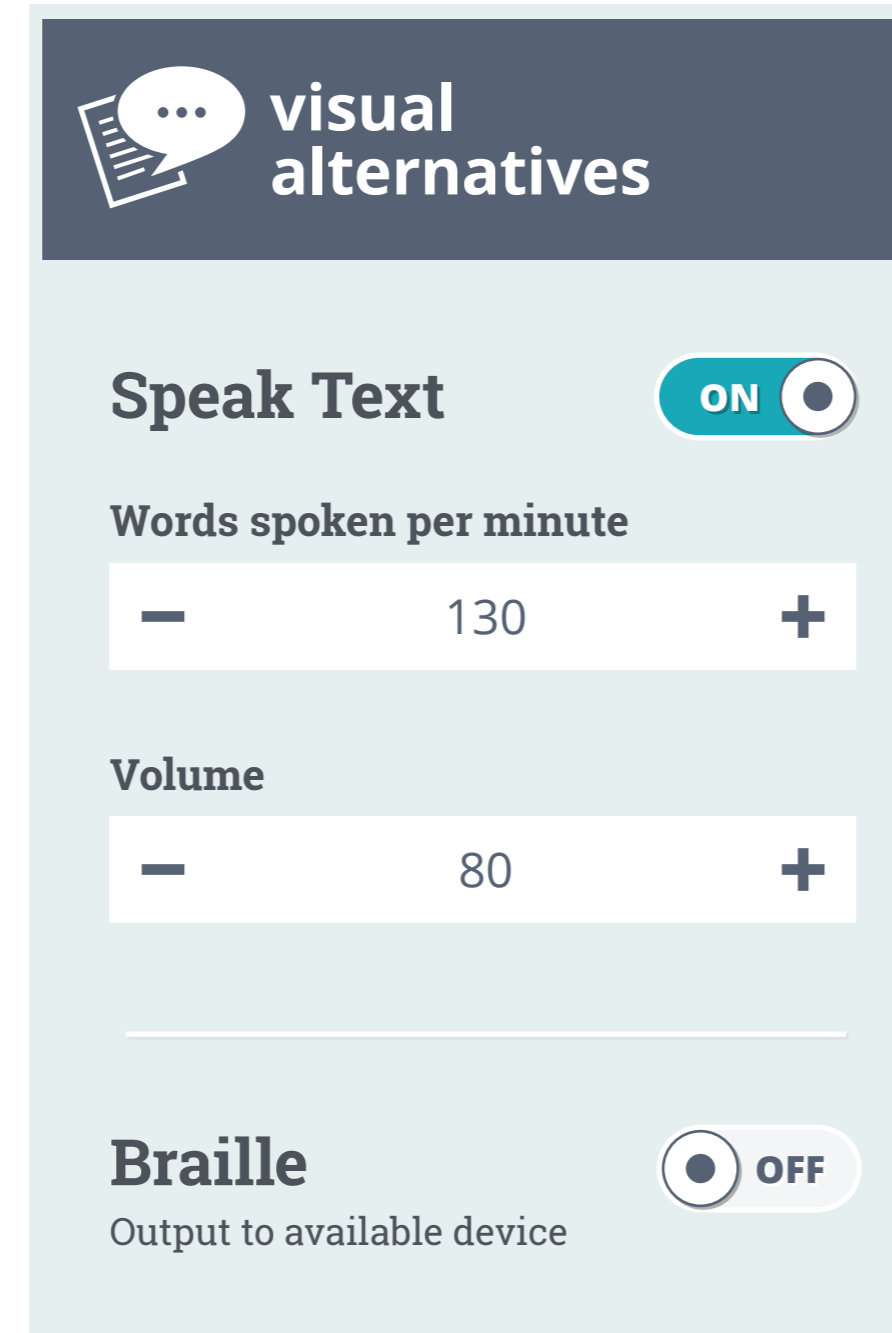 visual
alternatives
Speak Text
ON
Words spoken per minute
130
Volume
80
Braille
OFF
Output to available device